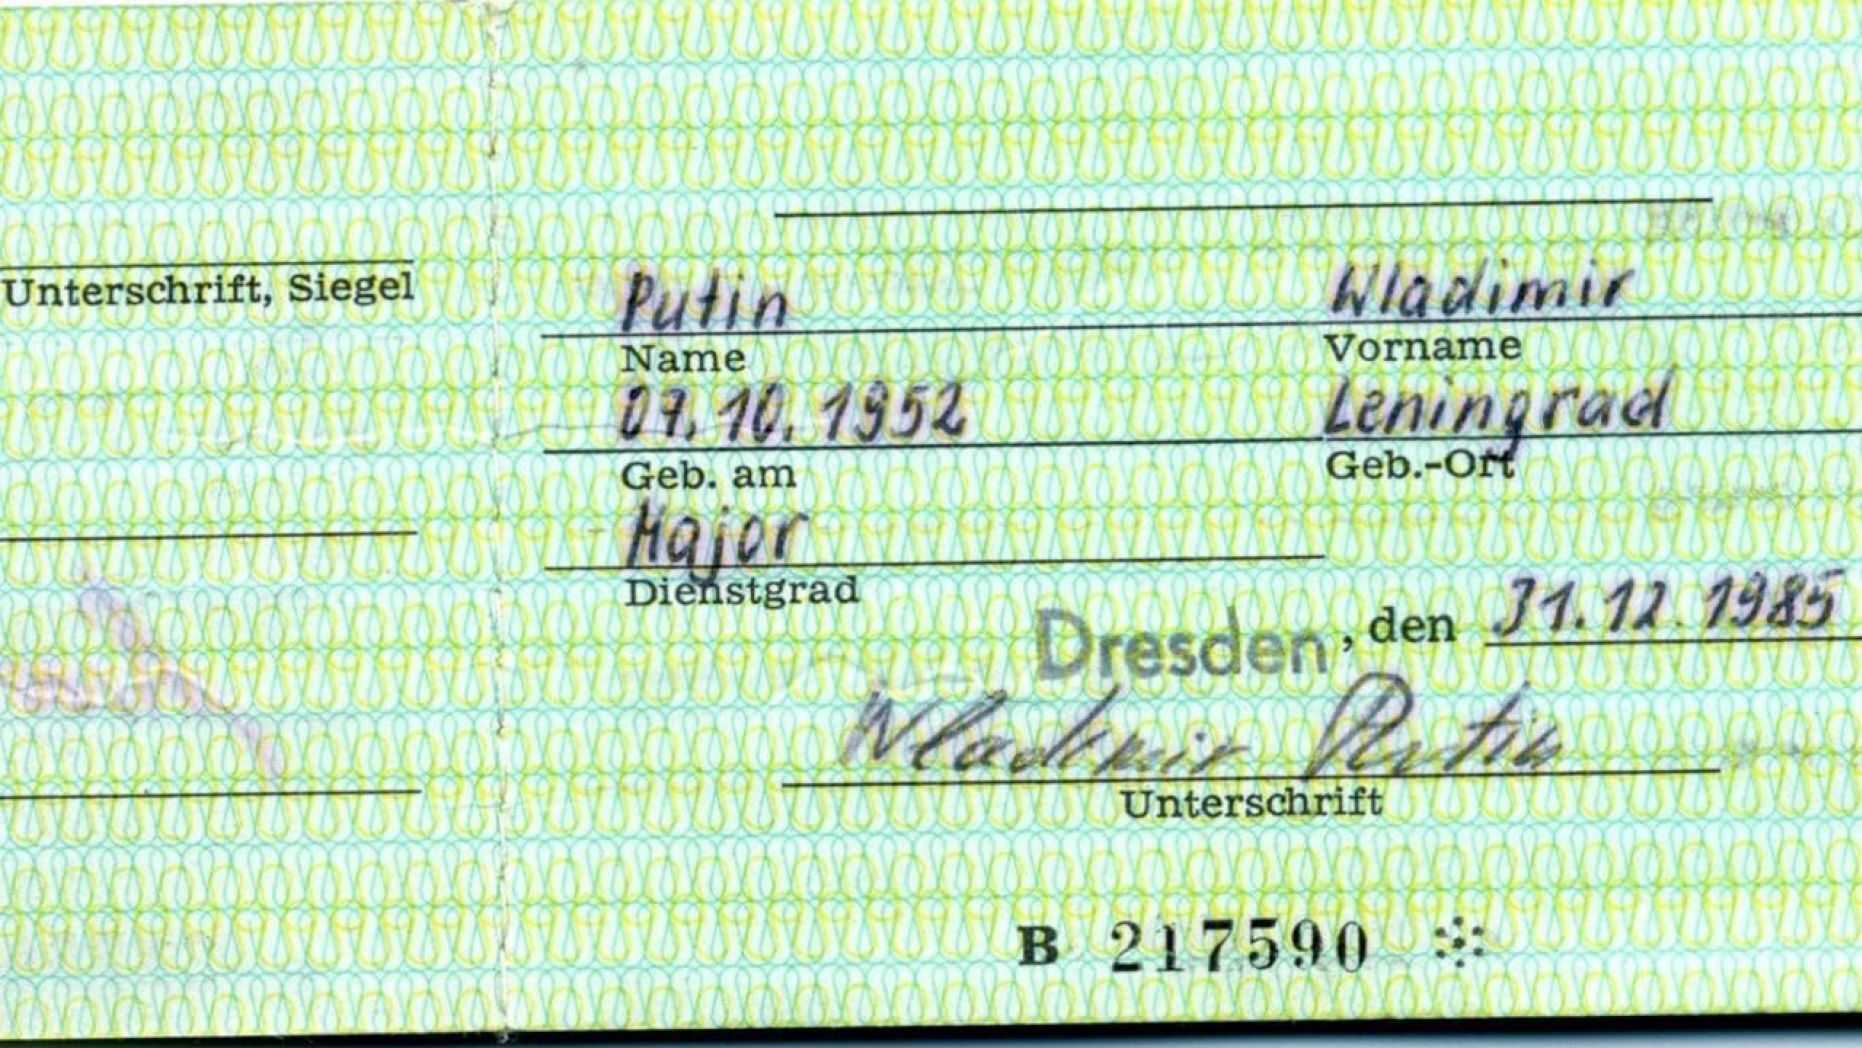 Unterschrift, Siegel
Putin Wladimir
Name Vorname
07.10.1952 Leningrad
Geb. am Geb.-Ort
Major
Dienstgrad
Dresden, den 31.12.1985
Wladimir Putin
Unterschrift
B 217590